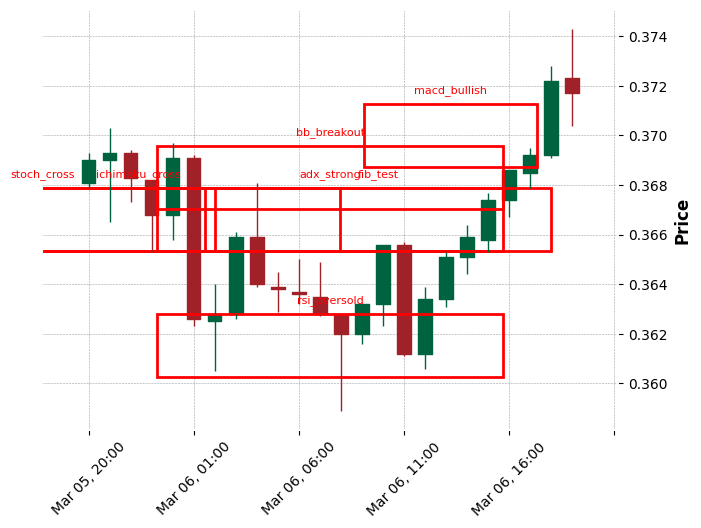 0.374
macd_bullish
0.372
bb_breakout
0.370
stoch_cross
ichimoku_cross
adx_strong
fib_test
0.368
0.366
Price
0.364
rsi_oversold
0.362
0.360
Mar 05, 20:00
Mar 06, 01:00
Mar 06, 06:00
Mar 06, 11:00
Mar 06, 16:00